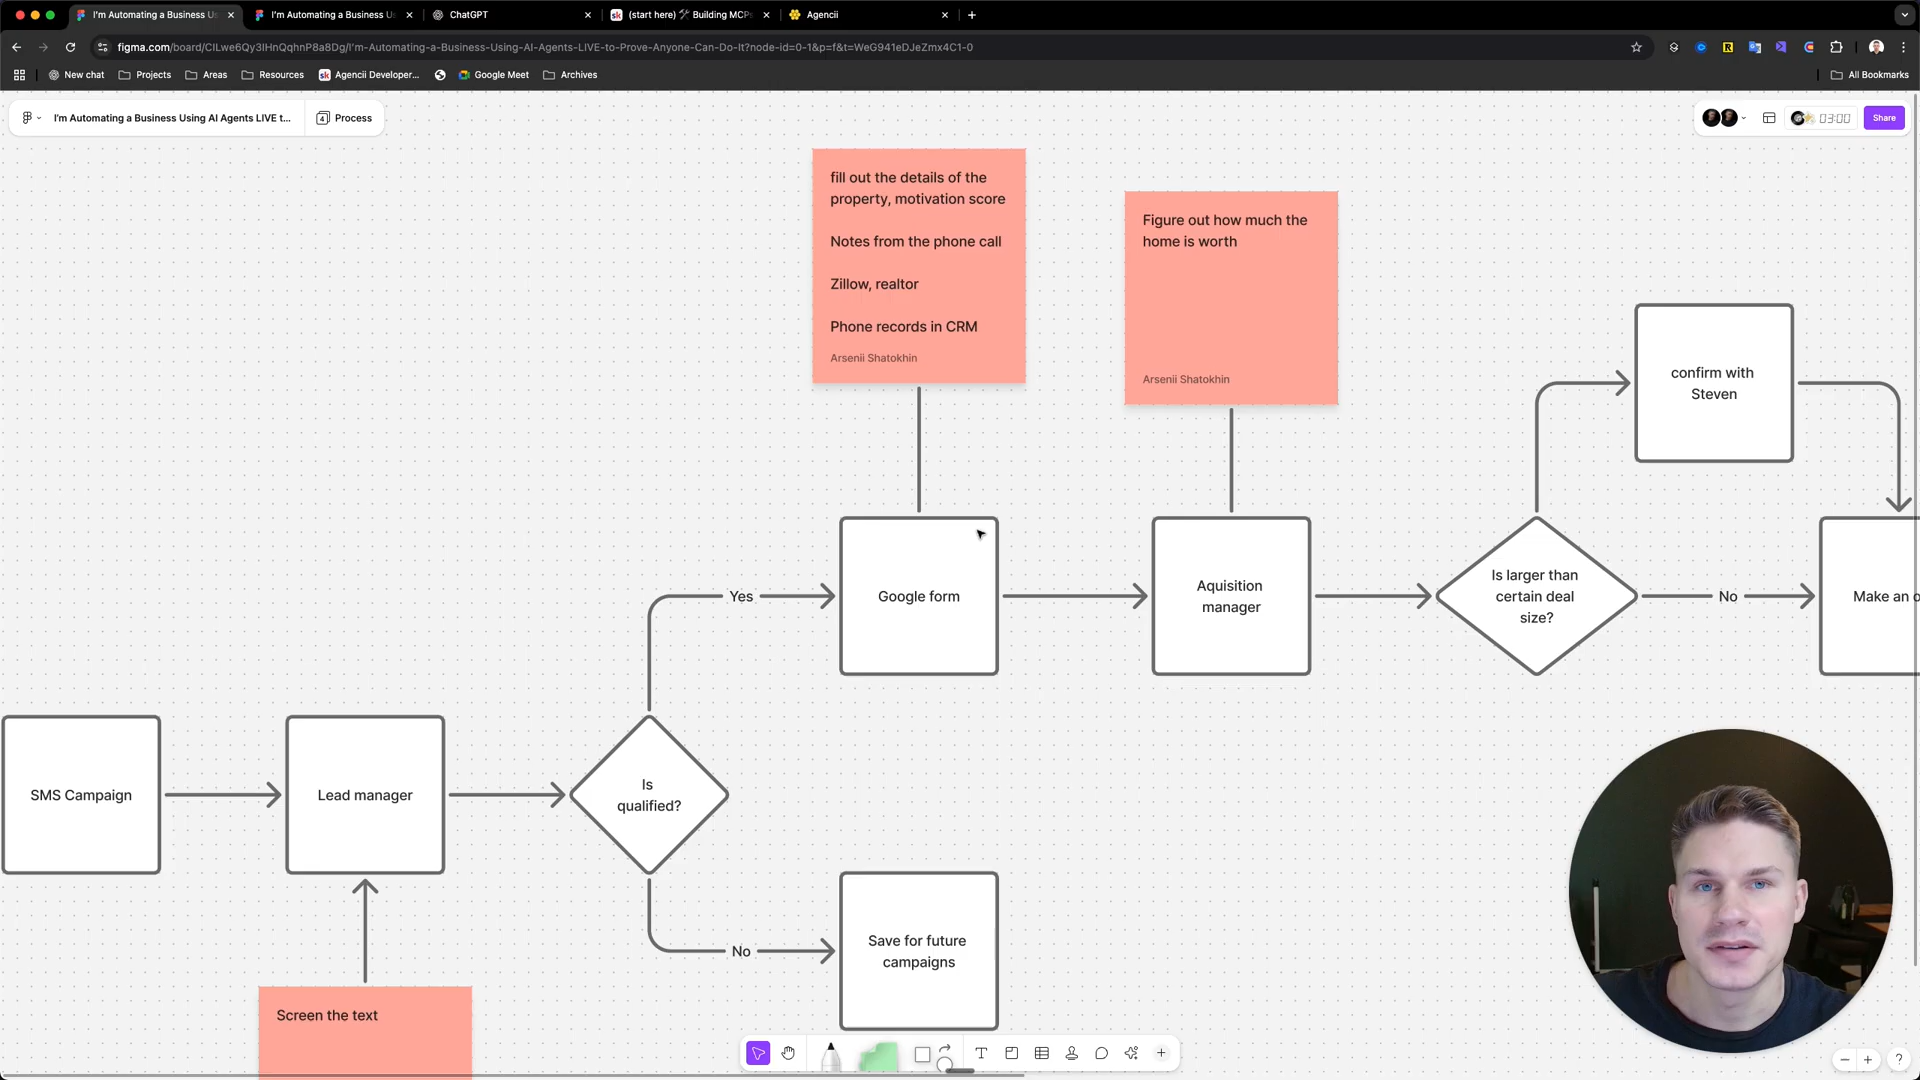 I'm Automating a Business U
I'm Automating a Business U
ChatGPT
(start here) 🛠 Building MCPs
Agencii
figma.com/board/CILwe6Qy3IHnQqhnP8a8Dg/I'm-Automating-a-Business-Using-AI-Agents-LIVE-to-Prove-Anyone-Can-Do-It?node-id=0-1&p=f&t=WeG941eDJeZmx4C1-0
New chat
Projects
Areas
Resources
Agencii Developer...
Google Meet
Archives
All Bookmarks
I'm Automating a Business Using AI Agents LIVE t...
4 Process
03:00
Share
fill out the details of the
property, motivation score
Notes from the phone call
Zillow, realtor
Phone records in CRM
Arsenii Shatokhin
Figure out how much the
home is worth
Arsenii Shatokhin
confirm with
Steven
Yes
Google form
Aquisition
manager
Is larger than
certain deal
size?
No
Make an o
SMS Campaign
Lead manager
Is
qualified?
No
Save for future
campaigns
Screen the text